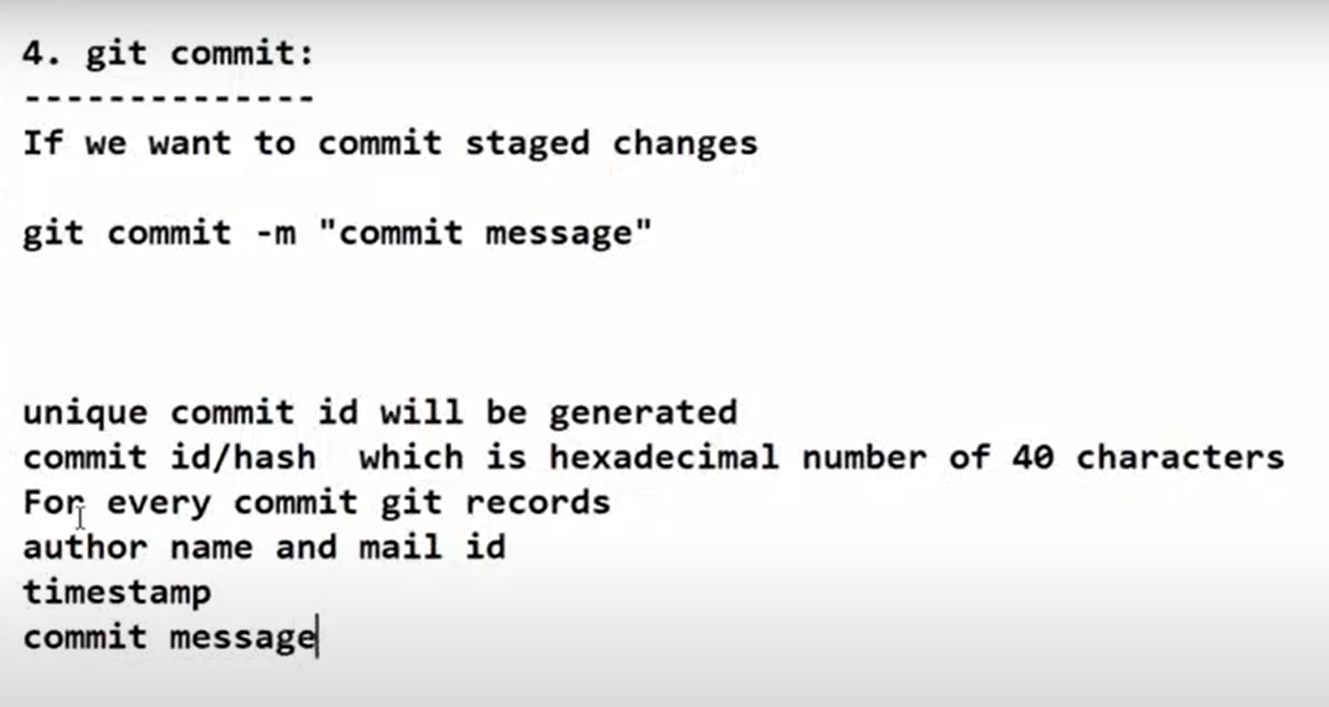 4. git commit:
--------------
If we want to commit staged changes
git commit -m "commit message"
unique commit id will be generated
commit id/hash  which is hexadecimal number of 40 characters
For every commit git records
author name and mail id
timestamp
commit message